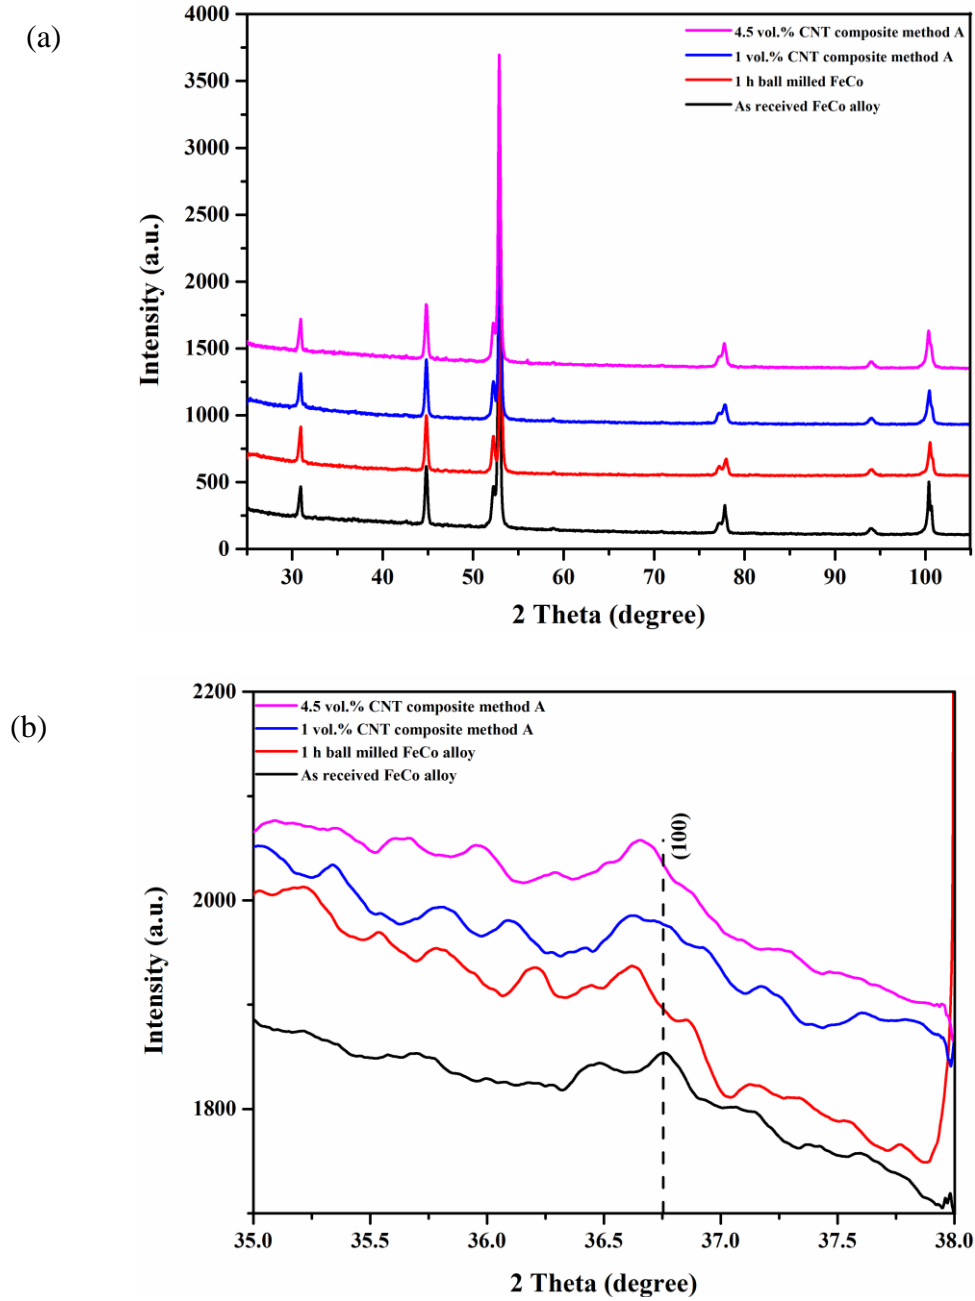 (a)
4000
3500
3000
2500
2000
1500
1000
500
0
Intensity (a.u.)
4.5 vol.% CNT composite method A
1 vol.% CNT composite method A
1 h ball milled FeCo
As received FeCo alloy
30 40 50 60 70 80 90 100
2 Theta (degree)
(b)
2200
2000
1800
Intensity (a.u.)
4.5 vol.% CNT composite method A
1 vol.% CNT composite method A
1 h ball milled FeCo alloy
As received FeCo alloy
(100)
35.0 35.5 36.0 36.5 37.0 37.5 38.0
2 Theta (degree)